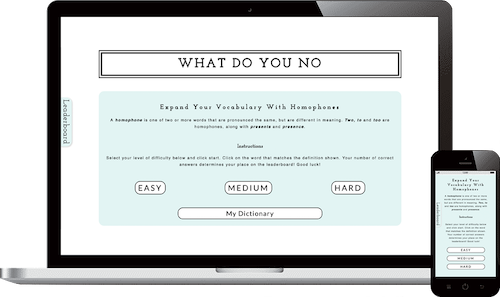 WHAT DO YOU NO
Leaderboard
Expand Your Vocabulary With Homophones
A homophone is one of two or more words that are pronounced the same, but are different in meaning. Two, to and too are
homophones, along with presents and presence.
Instructions
Select your level of difficulty below and click start. Click on the word that matches the definition shown. Your number of correct
answers determines your place on the leaderboard! Good luck!
EASY MEDIUM HARD
My Dictionary
Expand Your
Vocabulary With
Homophones
Leaderboard
Instructions
EASY
MEDIUM
HARD